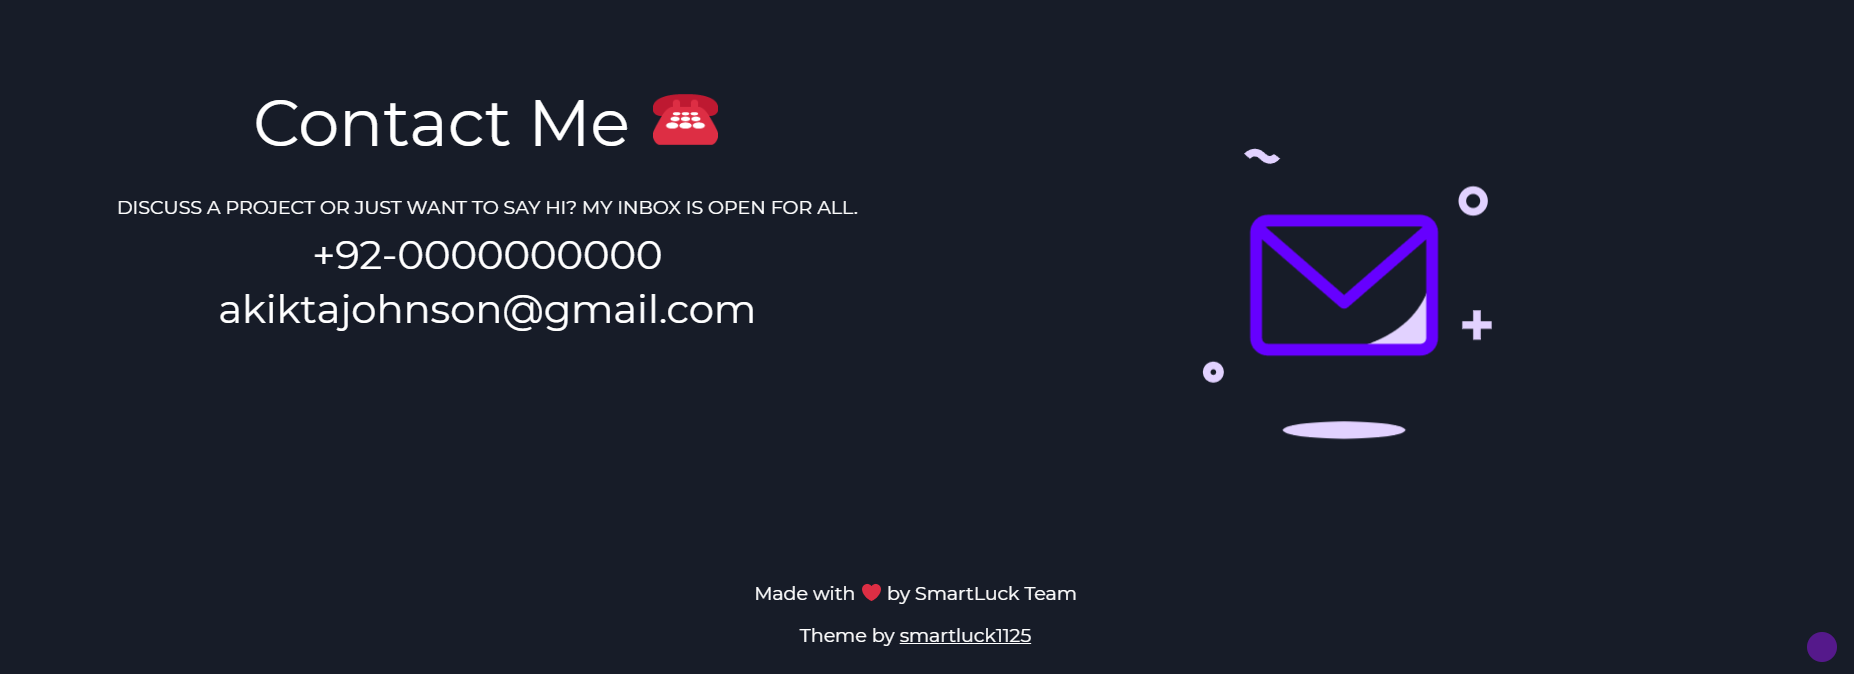 Contact Me ☎️
DISCUSS A PROJECT OR JUST WANT TO SAY HI? MY INBOX IS OPEN FOR ALL.
+92-0000000000
akiktajohnson@gmail.com
Made with ❤️ by SmartLuck Team
Theme by smartluck1125